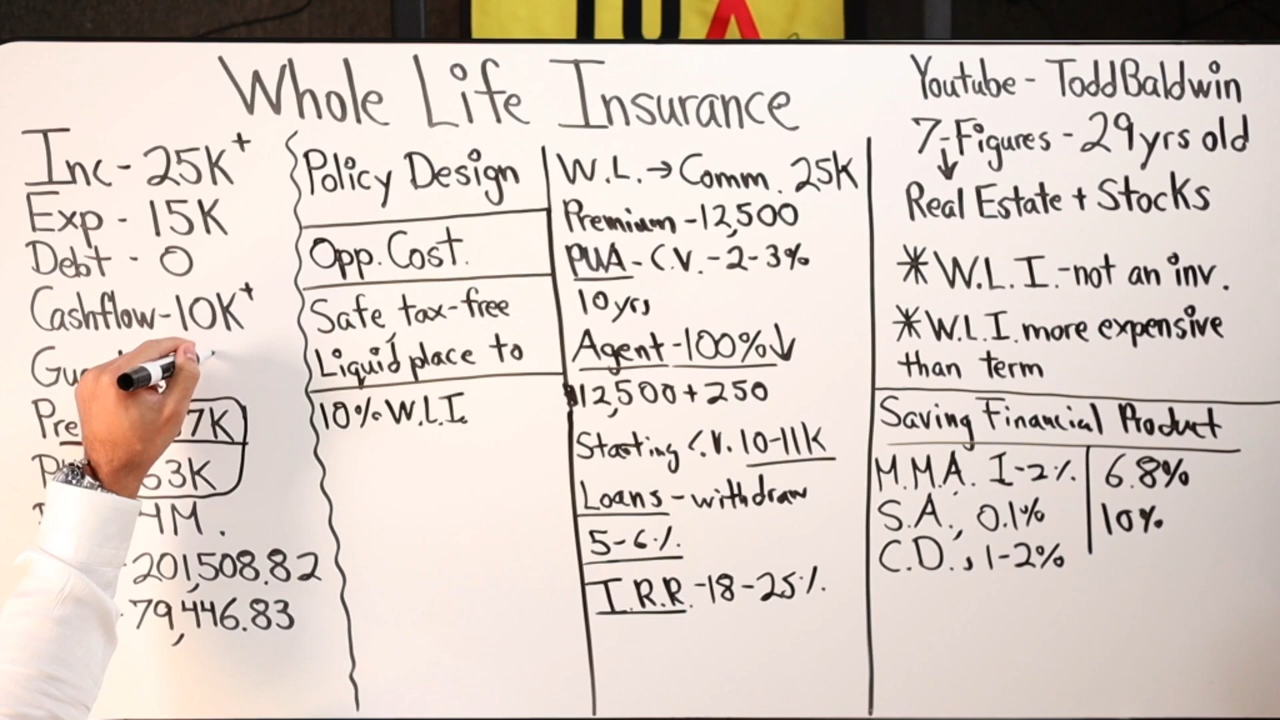 Whole Life Insurance
Inc - 25K+
Exp - 15K
Debt - 0
Cashflow - 10K+
7K
63K
4M.
201,508.82
79,446.83
Policy Design
Opp. Cost.
Safe, tax-free
Liquid place to
10% W.L.I.
W.L. → Comm. 25K
Premium - 12,500
PUA - C.V. - 2-3%
10 yrs
Agent - 100% ↓
12,500 + 250
Starting C.V. 10-11K
Loans - withdraw
5-6%
I.R.R. - 18-25%
Youtube - ToddBaldwin
7-Figures - 29yrs old
↓
Real Estate + Stocks
* W.L.I. - not an inv.
* W.L.I. more expensive
than term
Saving Financial Product
M.M.A. 1-2% 6.8%
S.A., 0.1% 10%
C.D.s 1-2%